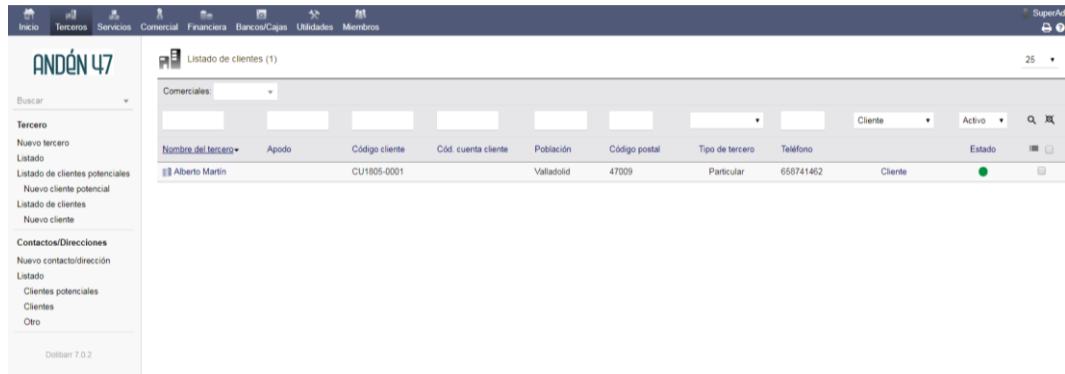 Inicio Terceros Servicios Comercial Financiera Bancos/Cajas Utilidades Miembros SuperAd
ANDÉN 47
Listado de clientes (1) 25
Buscar
Comerciales:
Cliente Activo
Tercero
Nuevo tercero
Listado
Listado de clientes potenciales
Nuevo cliente potencial
Listado de clientes
Nuevo cliente
Contactos/Direcciones
Nuevo contacto/dirección
Listado
Clientes potenciales
Clientes
Otro
Dolibarr 7.0.2
Nombre del tercero Apodo Código cliente Cód. cuenta cliente Población Código postal Tipo de tercero Teléfono Estado
Alberto Martín CU1805-0001 Valladolid 47009 Particular 658741462 Cliente